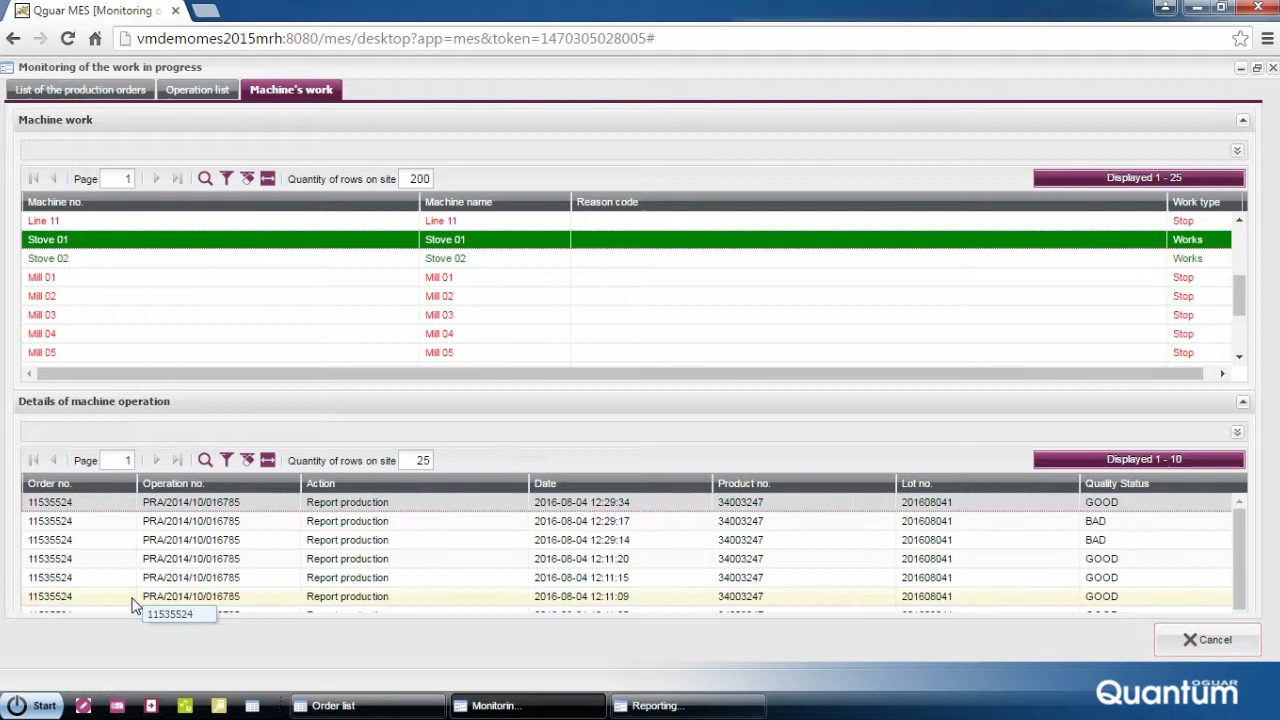 Qguar MES [Monitoring o
vmdemomes2015mrh:8080/mes/desktop?app=mes&token=1470305028005#
Monitoring of the work in progress
List of the production orders Operation list Machine's work
Machine work
Page 1 Quantity of rows on site 200 Displayed 1 - 25
Machine no. Machine name Reason code Work type
Line 11 Line 11 Stop
Stove 01 Stove 01 Works
Stove 02 Stove 02 Works
Mill 01 Mill 01 Stop
Mill 02 Mill 02 Stop
Mill 03 Mill 03 Stop
Mill 04 Mill 04 Stop
Mill 05 Mill 05 Stop
Details of machine operation
Page 1 Quantity of rows on site 25 Displayed 1 - 10
Order no. Operation no. Action Date Product no. Lot no. Quality Status
11535524 PRA/2014/10/016785 Report production 2016-08-04 12:29:34 34003247 201608041 GOOD
11535524 PRA/2014/10/016785 Report production 2016-08-04 12:29:17 34003247 201608041 BAD
11535524 PRA/2014/10/016785 Report production 2016-08-04 12:29:14 34003247 201608041 BAD
11535524 PRA/2014/10/016785 Report production 2016-08-04 12:11:20 34003247 201608041 GOOD
11535524 PRA/2014/10/016785 Report production 2016-08-04 12:11:15 34003247 201608041 GOOD
11535524 PRA/2014/10/016785 Report production 2016-08-04 12:11:09 34003247 201608041 GOOD
11535524
Cancel
QGUAR
Quantum
Start Order list Monitorin... Reporting...